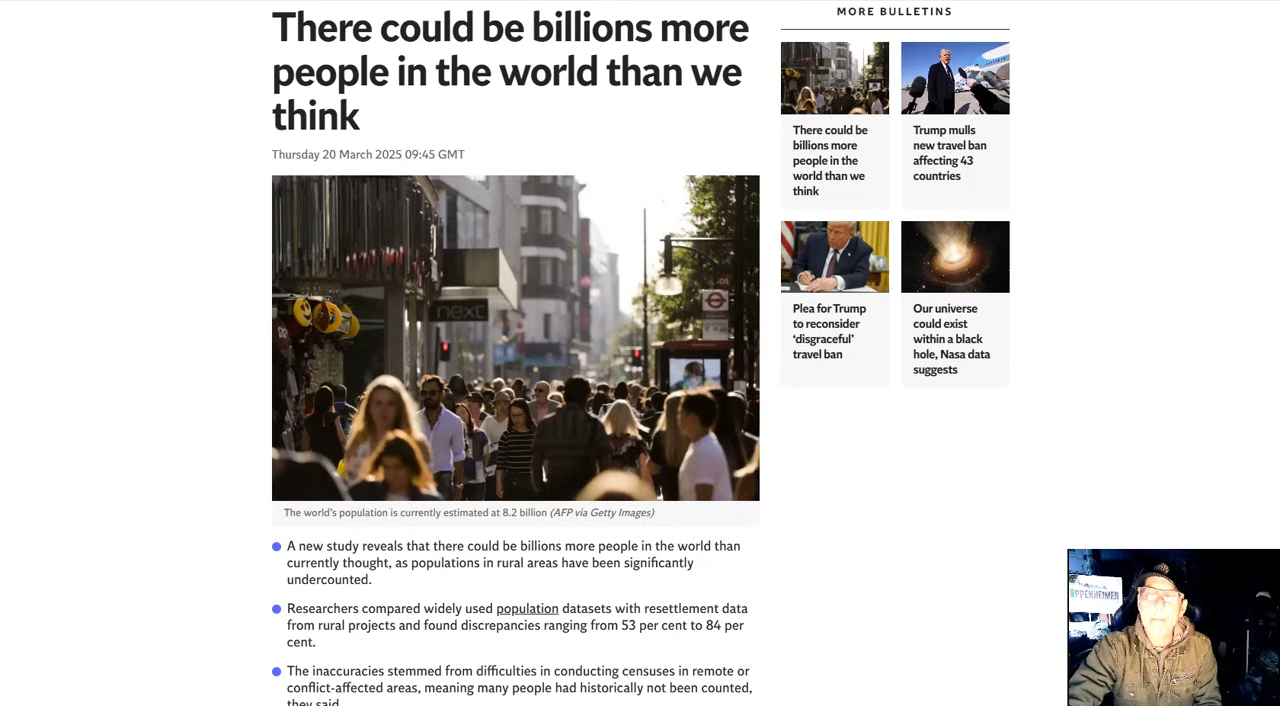 There could be billions more
people in the world than we
think
Thursday 20 March 2025 09:45 GMT
next
The world's population is currently estimated at 8.2 billion (AFP via Getty Images)
A new study reveals that there could be billions more people in the world than
currently thought, as populations in rural areas have been significantly
undercounted.
Researchers compared widely used population datasets with resettlement data
from rural projects and found discrepancies ranging from 53 per cent to 84 per
cent.
The inaccuracies stemmed from difficulties in conducting censuses in remote or
conflict-affected areas, meaning many people had historically not been counted,
they said.
MORE BULLETINS
There could be
billions more
people in the
world than we
think
Trump mulls
new travel ban
affecting 43
countries
Plea for Trump
to reconsider
‘disgraceful’
travel ban
Our universe
could exist
within a black
hole, Nasa data
suggests
PPENHEIMER